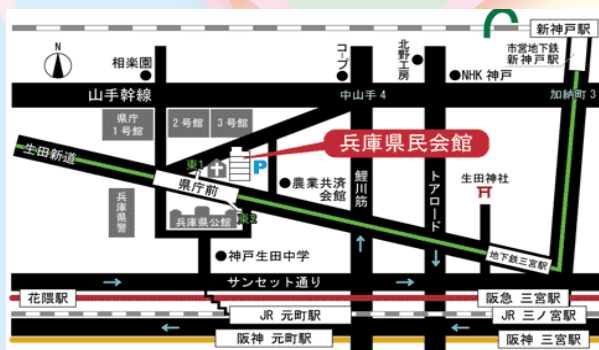 新神戸駅
N
相楽園
コープ
北野工房
NHK 神戸
市営地下鉄
新神戸駅
山手幹線
中山手 4
加納町 3
県庁
1号館
2 号館
3 号館
兵庫県民会館
生田新道
東1
P
県庁前
農業共済
会館
鯉川筋
トアロード
生田神社
兵庫県警
兵庫県公館
東2
神戸生田中学
地下鉄三宮駅
サンセット通り
花隈駅
阪急 三宮駅
JR 元町駅
JR 三ノ宮駅
阪神 元町駅
阪神 三宮駅